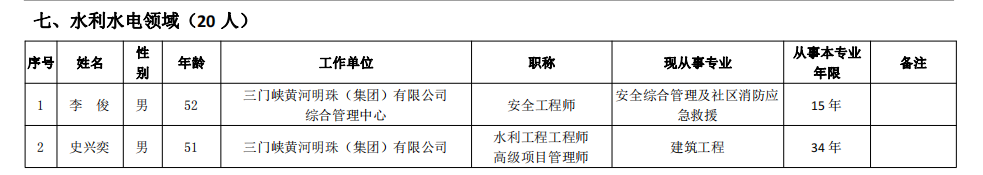 七、水利水电领域（20 人）
序号 姓名 性别 年龄 工作单位 职称 现从事专业 从事本专业年限 备注
1 李　俊 男 52 三门峡黄河明珠（集团）有限公司综合管理中心 安全工程师 安全综合管理及社区消防应急救援 15 年
2 史兴奕 男 51 三门峡黄河明珠（集团）有限公司 水利工程工程师 高级项目管理师 建筑工程 34 年